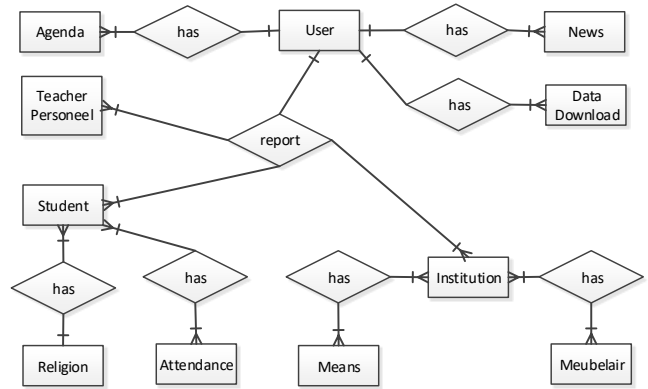 Agenda
has
User
has
News
Teacher
Personeel
has
Data
Download
report
Student
has
has
has
Institution
has
Religion
Attendance
Means
Meubelair